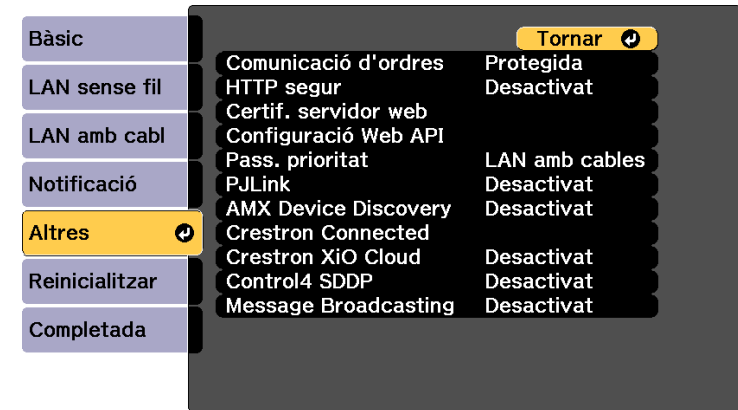 Bàsic
LAN sense fil
LAN amb cabl
Notificació
Altres
Reinicialitzar
Completada
Tornar
Comunicació d'ordres Protegida
HTTP segur Desactivat
Certif. servidor web
Configuració Web API
Pass. prioritat LAN amb cables
PJLink Desactivat
AMX Device Discovery Desactivat
Crestron Connected
Crestron XiO Cloud Desactivat
Control4 SDDP Desactivat
Message Broadcasting Desactivat